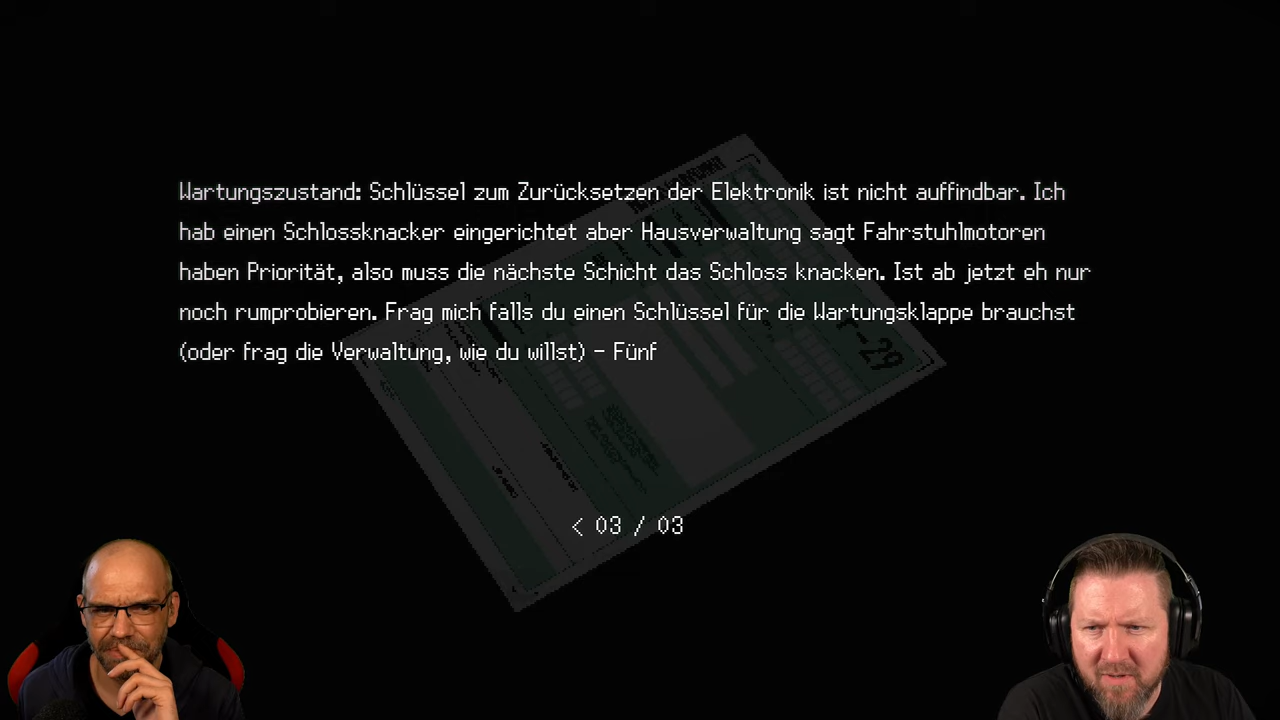 Wartungszustand: Schlüssel zum Zurücksetzen der Elektronik ist nicht auffindbar. Ich
hab einen Schlossknacker eingerichtet aber Hausverwaltung sagt Fahrstuhlmotoren
haben Priorität, also muss die nächste Schicht das Schloss knacken. Ist ab jetzt eh nur
noch rumprobieren. Frag mich falls du einen Schlüssel für die Wartungsklappe brauchst
(oder frag die Verwaltung, wie du willst) - Fünf
r-29
< 03 / 03